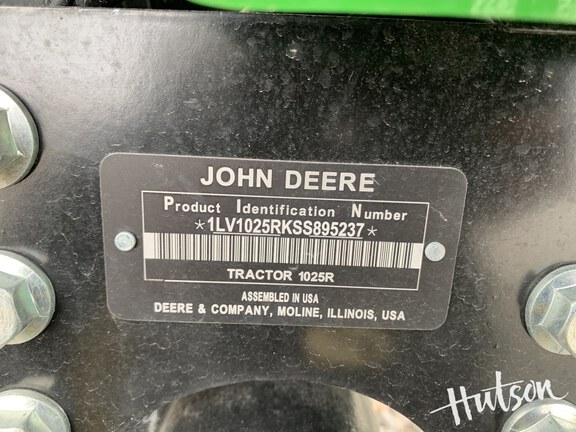 JOHN DEERE
Product Identification Number
*1LV1025RKSS895237*
TRACTOR 1025R
ASSEMBLED IN USA
DEERE & COMPANY, MOLINE, ILLINOIS, USA
Hutson